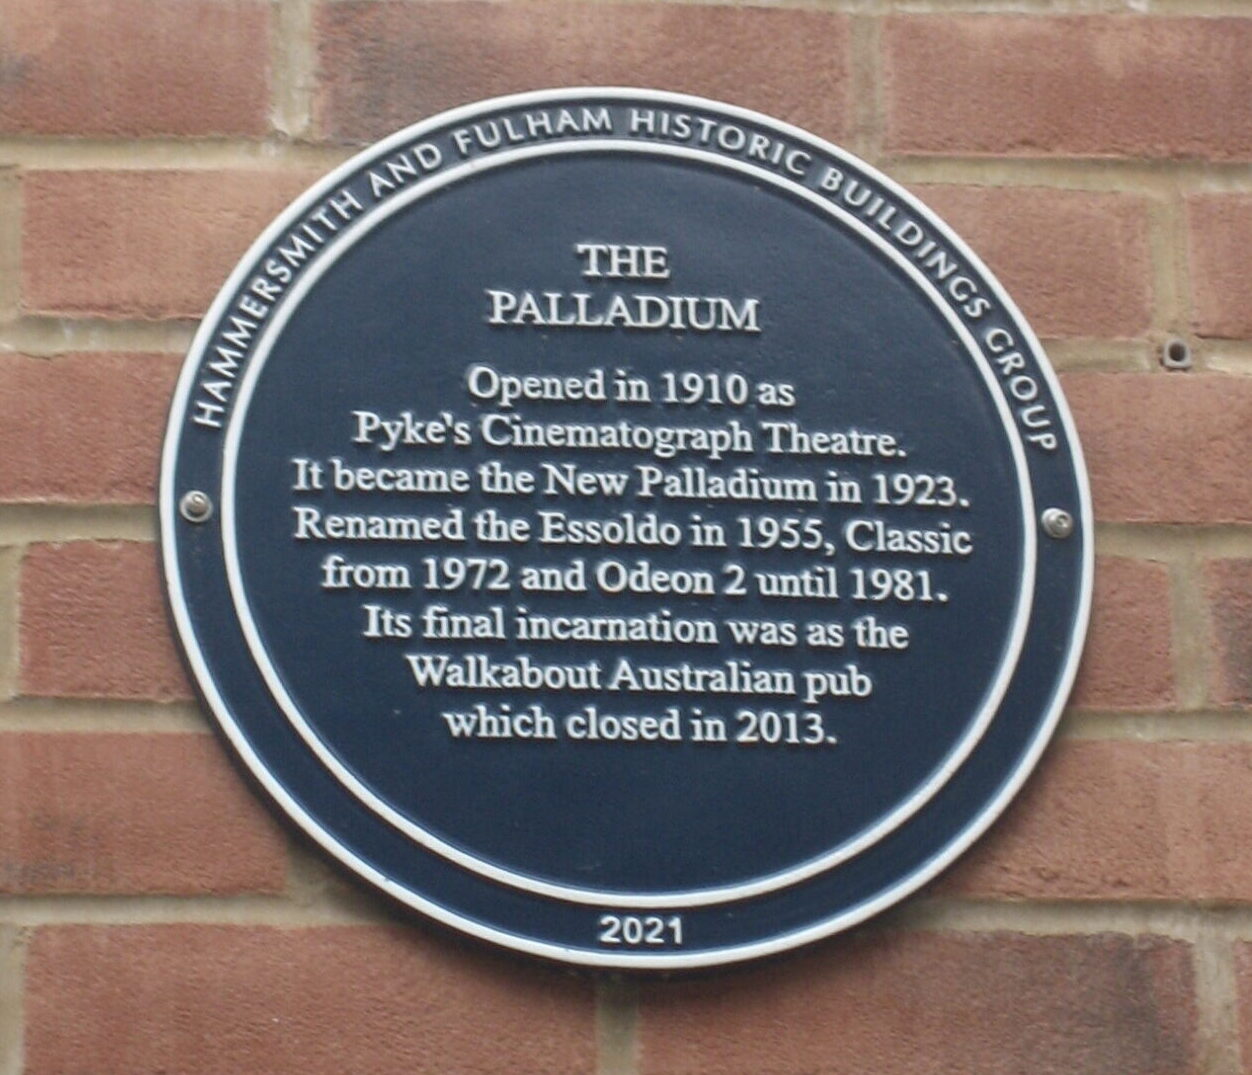 HAMMERSMITH AND FULHAM HISTORIC BUILDINGS GROUP
THE
PALLADIUM
Opened in 1910 as
Pyke's Cinematograph Theatre.
It became the New Palladium in 1923.
Renamed the Essoldo in 1955, Classic
from 1972 and Odeon 2 until 1981.
Its final incarnation was as the
Walkabout Australian pub
which closed in 2013.
2021